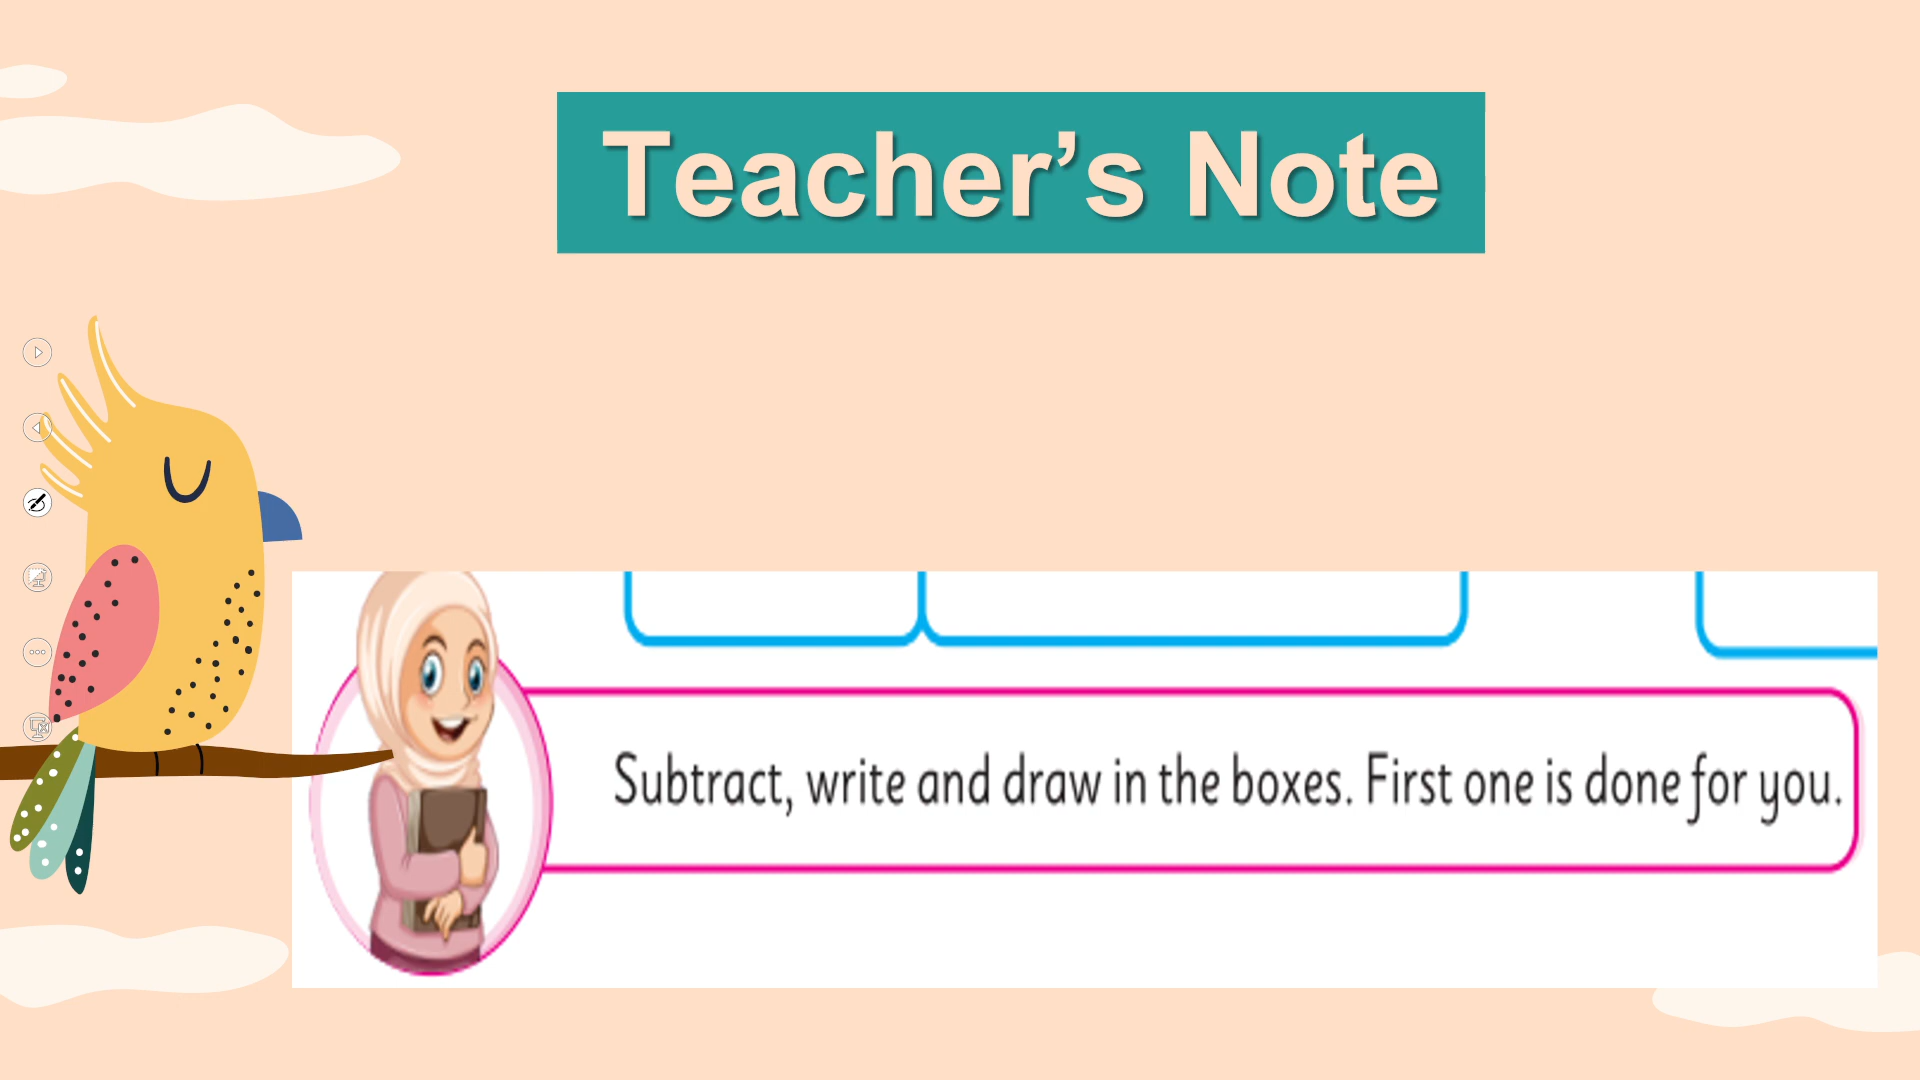 Teacher’s Note
Subtract, write and draw in the boxes. First one is done for you.